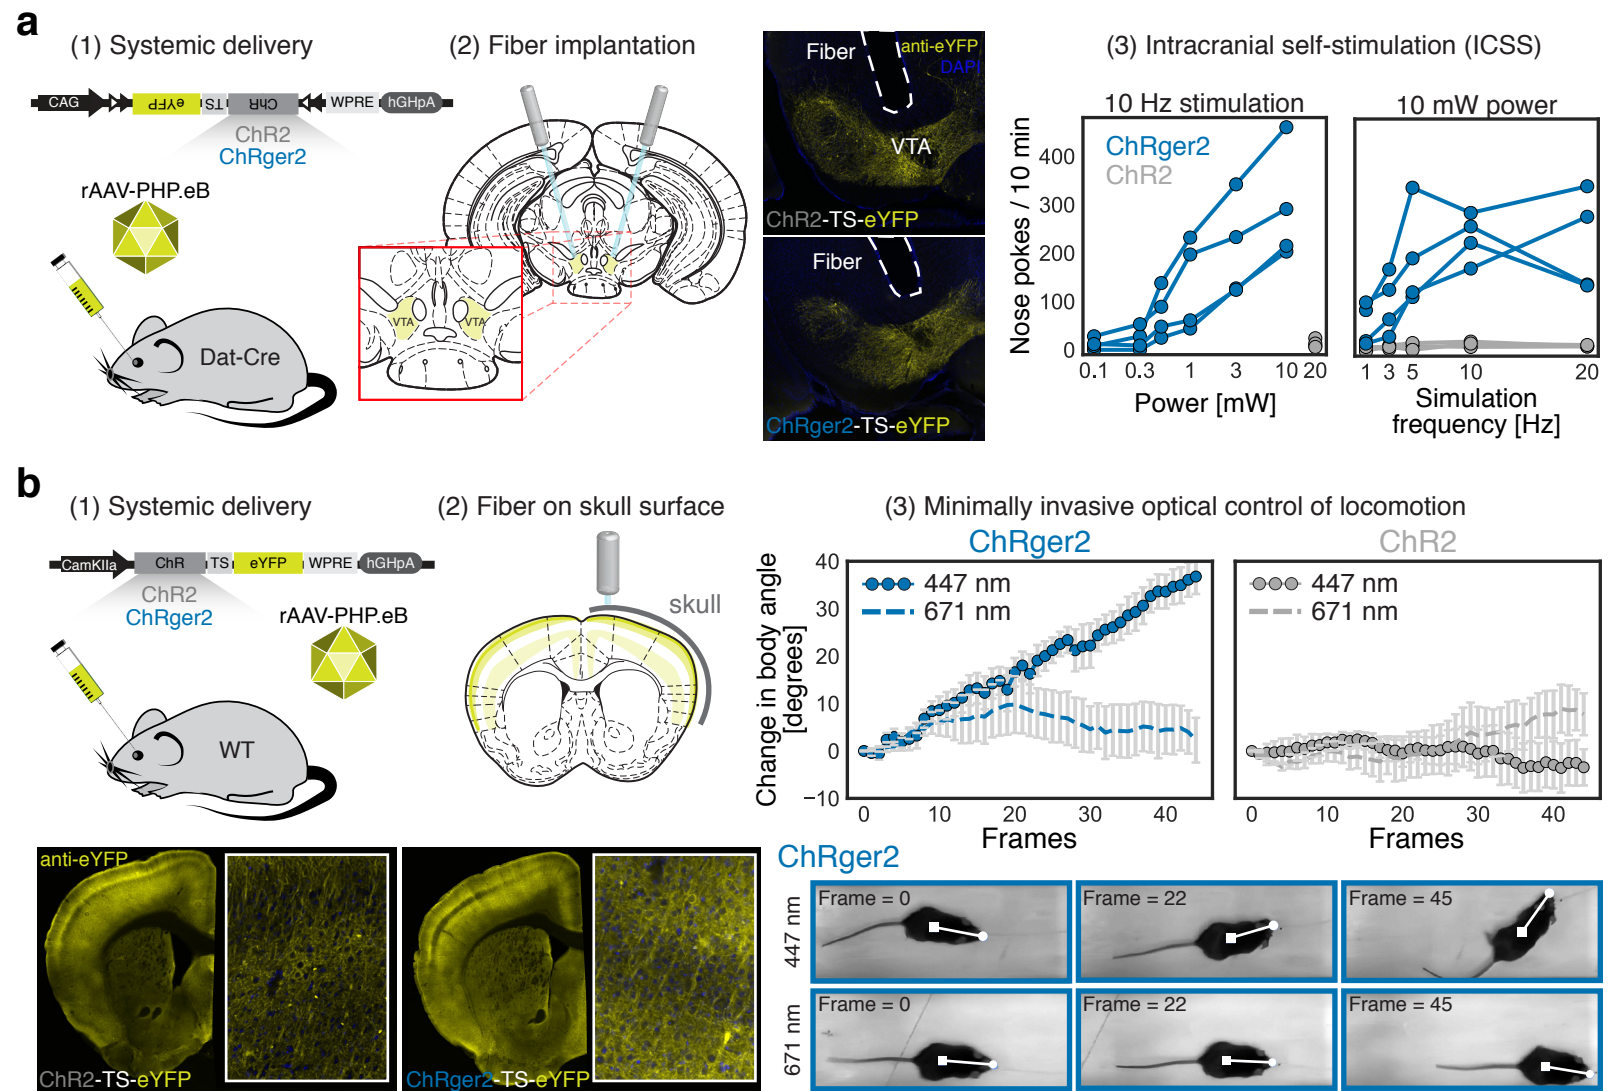 a
(1) Systemic delivery
CAG
eYFP
TS
ChR
WPRE
hGHpA
ChR2
ChRger2
rAAV-PHP.eB
Dat-Cre
(2) Fiber implantation
VTA
VTA
Fiber
anti-eYFP
DAPI
VTA
ChR2-TS-eYFP
Fiber
ChRger2-TS-eYFP
(3) Intracranial self-stimulation (ICSS)
10 Hz stimulation
10 mW power
Nose pokes / 10 min
400
300
200
100
0
ChRger2
ChR2
0.1 0.3 1 3 10 20
Power [mW]
1 3 5 10 20
Simulation
frequency [Hz]
b
(1) Systemic delivery
CamKIIa
ChR
TS
eYFP
WPRE
hGHpA
ChR2
ChRger2
rAAV-PHP.eB
WT
(2) Fiber on skull surface
skull
(3) Minimally invasive optical control of locomotion
ChRger2
ChR2
Change in body angle
[degrees]
40
30
20
10
0
−10
447 nm
671 nm
0 10 20 30 40
Frames
447 nm
671 nm
0 10 20 30 40
Frames
anti-eYFP
ChR2-TS-eYFP
ChRger2-TS-eYFP
ChRger2
447 nm
Frame = 0
Frame = 22
Frame = 45
671 nm
Frame = 0
Frame = 22
Frame = 45